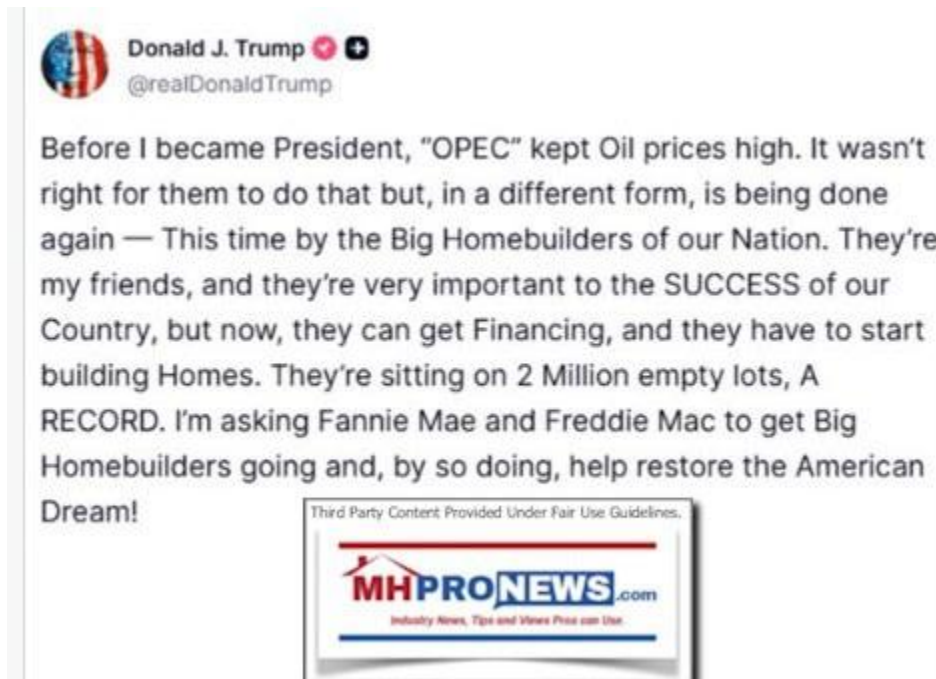 Donald J. Trump
@realDonaldTrump
Before I became President, “OPEC” kept Oil prices high. It wasn’t
right for them to do that but, in a different form, is being done
again — This time by the Big Homebuilders of our Nation. They’re
my friends, and they’re very important to the SUCCESS of our
Country, but now, they can get Financing, and they have to start
building Homes. They’re sitting on 2 Million empty lots, A
RECORD. I’m asking Fannie Mae and Freddie Mac to get Big
Homebuilders going and, by so doing, help restore the American
Dream!
Third Party Content Provided Under Fair Use Guidelines.
MHPRONEWS.com
Industry News, Tips and Views Pros can Use.